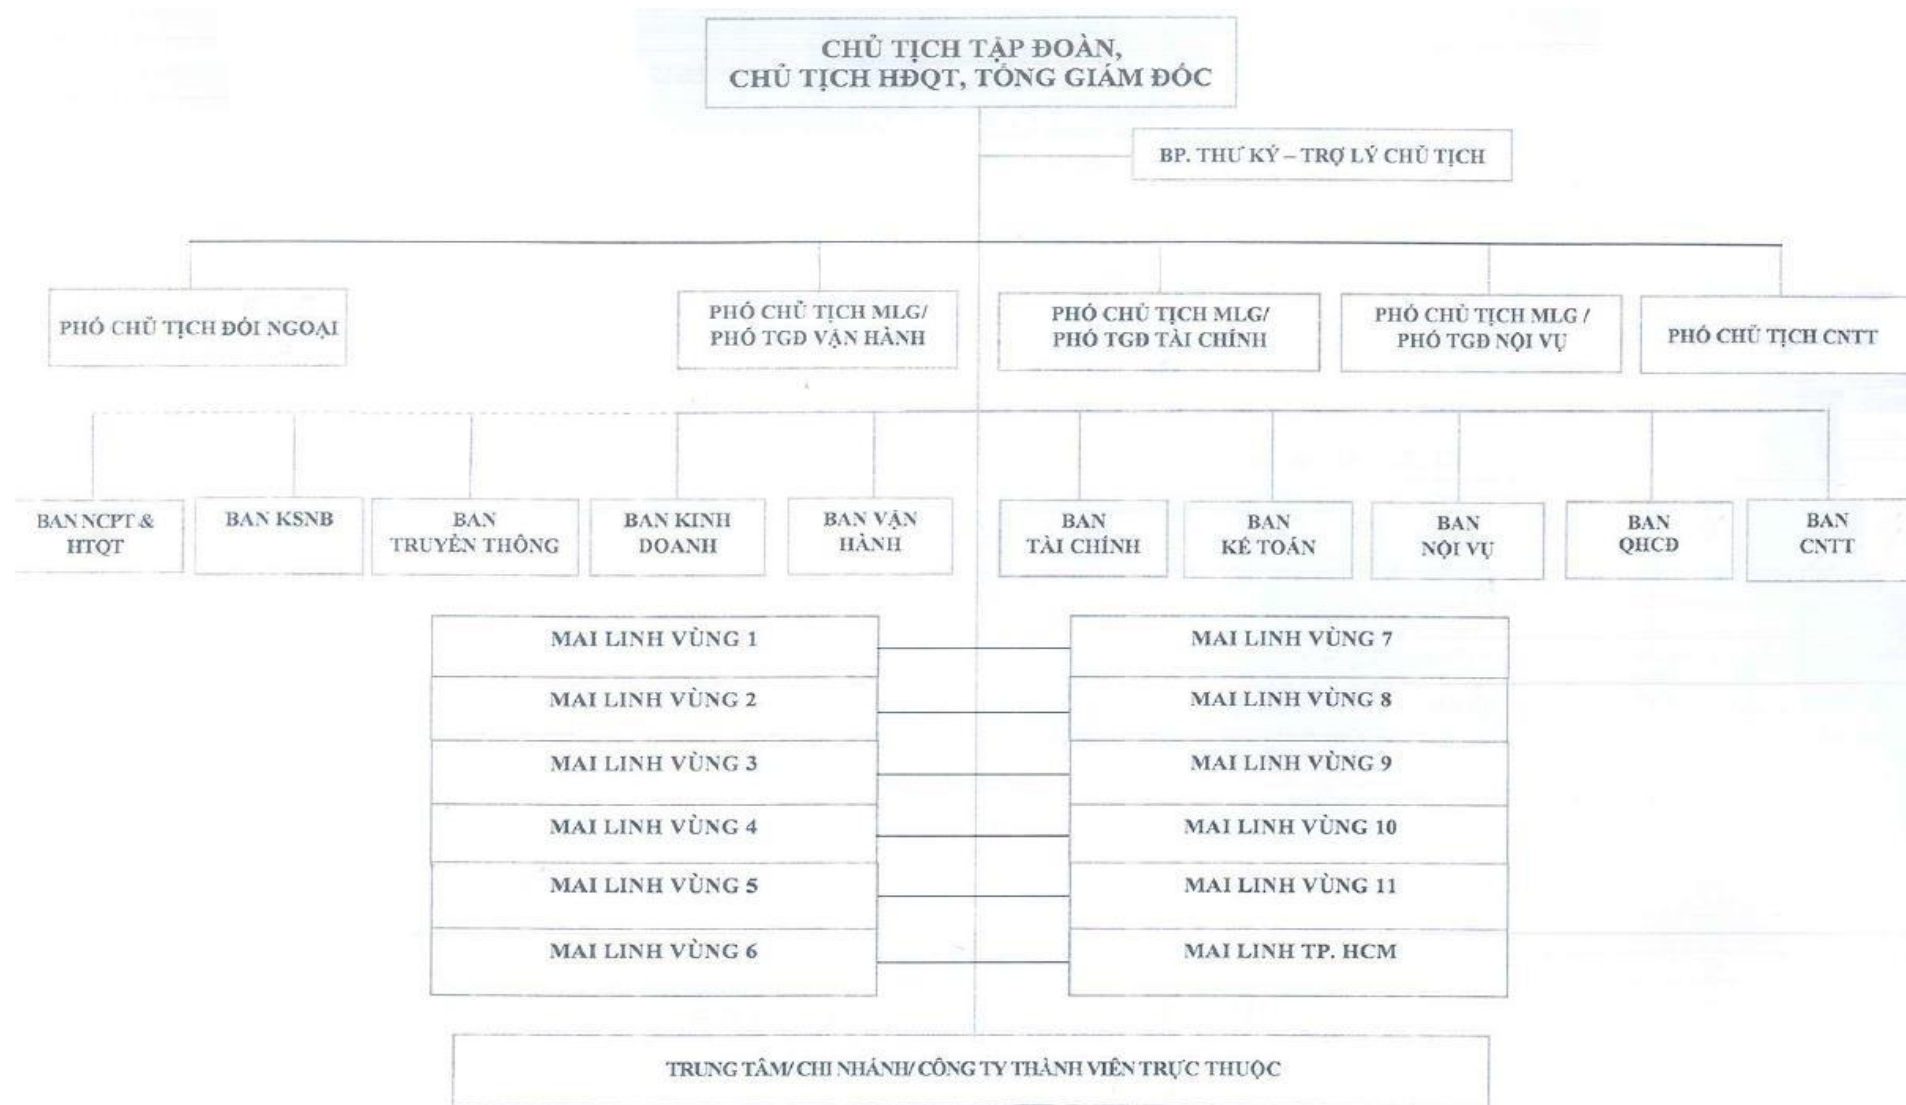 CHỦ TỊCH TẬP ĐOÀN,
CHỦ TỊCH HĐQT, TỔNG GIÁM ĐỐC
BP. THƯ KÝ – TRỢ LÝ CHỦ TỊCH
PHÓ CHỦ TỊCH ĐỐI NGOẠI
PHÓ CHỦ TỊCH MLG/
PHÓ TGĐ VẬN HÀNH
PHÓ CHỦ TỊCH MLG/
PHÓ TGĐ TÀI CHÍNH
PHÓ CHỦ TỊCH MLG /
PHÓ TGĐ NỘI VỤ
PHÓ CHỦ TỊCH CNTT
BAN NCPT &
HTQT
BAN KSNB
BAN
TRUYỀN THÔNG
BAN KINH
DOANH
BAN VẬN
HÀNH
BAN
TÀI CHÍNH
BAN
KẾ TOÁN
BAN
NỘI VỤ
BAN
QHCĐ
BAN
CNTT
MAI LINH VÙNG 1
MAI LINH VÙNG 2
MAI LINH VÙNG 3
MAI LINH VÙNG 4
MAI LINH VÙNG 5
MAI LINH VÙNG 6
MAI LINH VÙNG 7
MAI LINH VÙNG 8
MAI LINH VÙNG 9
MAI LINH VÙNG 10
MAI LINH VÙNG 11
MAI LINH TP. HCM
TRUNG TÂM/ CHI NHÁNH/ CÔNG TY THÀNH VIÊN TRỰC THUỘC